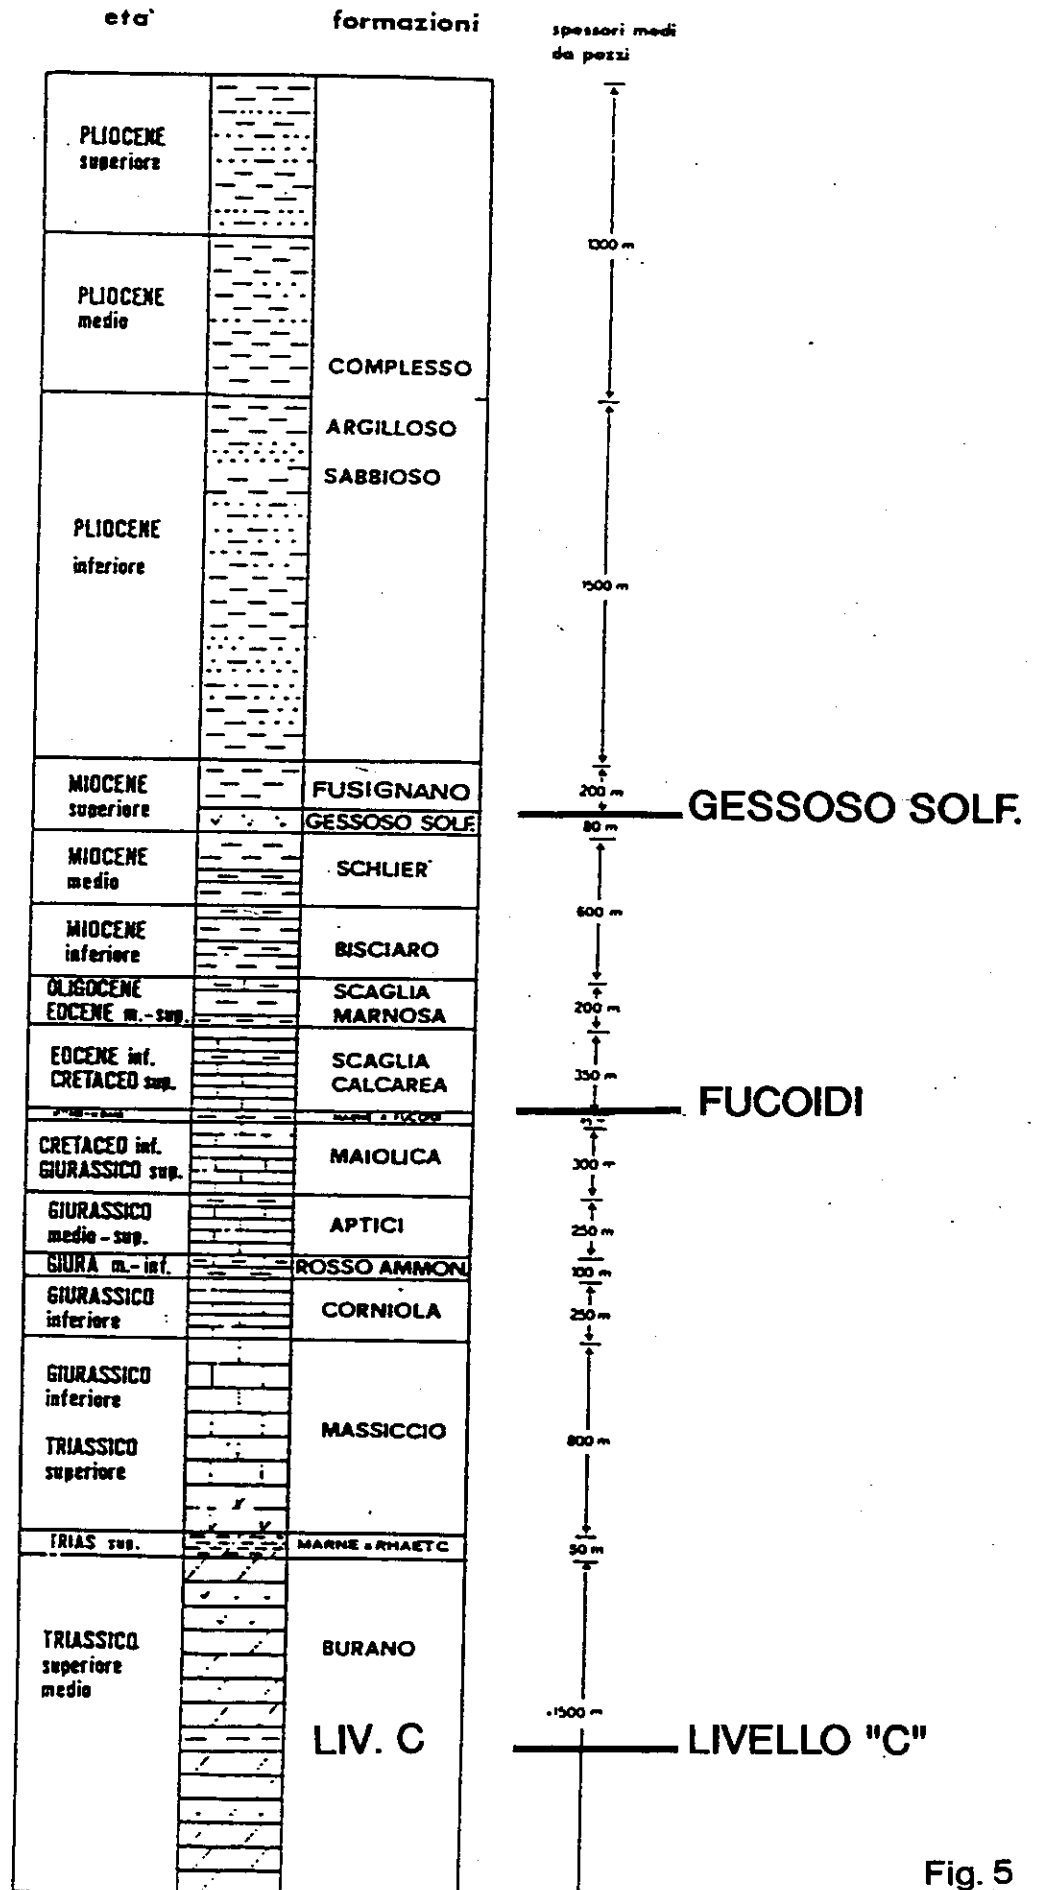 eta'
formazioni
spessori medi
da pozzi
PLIOCENE
superiore
1300 m
PLIOCENE
medio
COMPLESSO
ARGILLOSO
SABBIOSO
PLIOCENE
inferiore
1500 m
MIOCENE
superiore
FUSIGNANO
200 m
GESSOSO SOLF.
GESSOSO SOLF.
80 m
MIOCENE
medio
SCHLIER
600 m
MIOCENE
inferiore
BISCIARO
OLIGOCENE
EOCENE m.-sup.
SCAGLIA
MARNOSA
200 m
EOCENE inf.
CRETACEO sup.
SCAGLIA
CALCAREA
350 m
FUCOIDI
MARNE a FUCOIDI
CRETACEO inf.
GIURASSICO sup.
MAIOLICA
300 m
GIURASSICO
medio-sup.
APTICI
250 m
GIURA m.-inf.
ROSSO AMMON.
100 m
GIURASSICO
inferiore
CORNIOLA
250 m
GIURASSICO
inferiore
TRIASSICO
superiore
MASSICCIO
800 m
TRIAS sup.
MARNE a RHAET C
50 m
TRIASSICO
superiore
medio
BURANO
1500 m
LIV. C
LIVELLO "C"
Fig. 5